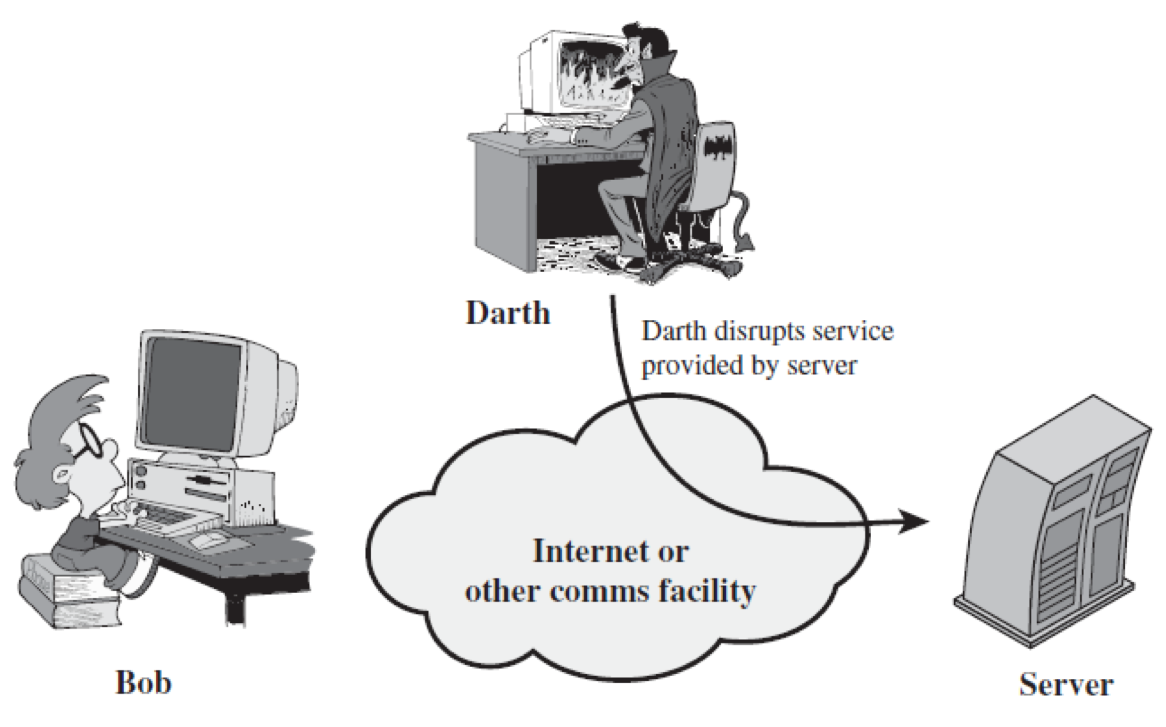 Darth
Darth disrupts service
provided by server
Internet or
other comms facility
Bob
Server